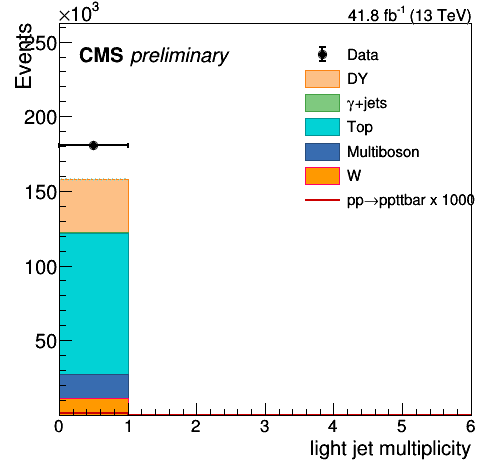 ×10³
41.8 fb⁻¹ (13 TeV)
Events
CMS preliminary
Data
DY
γ+jets
Top
Multiboson
W
pp→ppttbar x 1000
250
200
150
100
50
0 1 2 3 4 5 6
light jet multiplicity